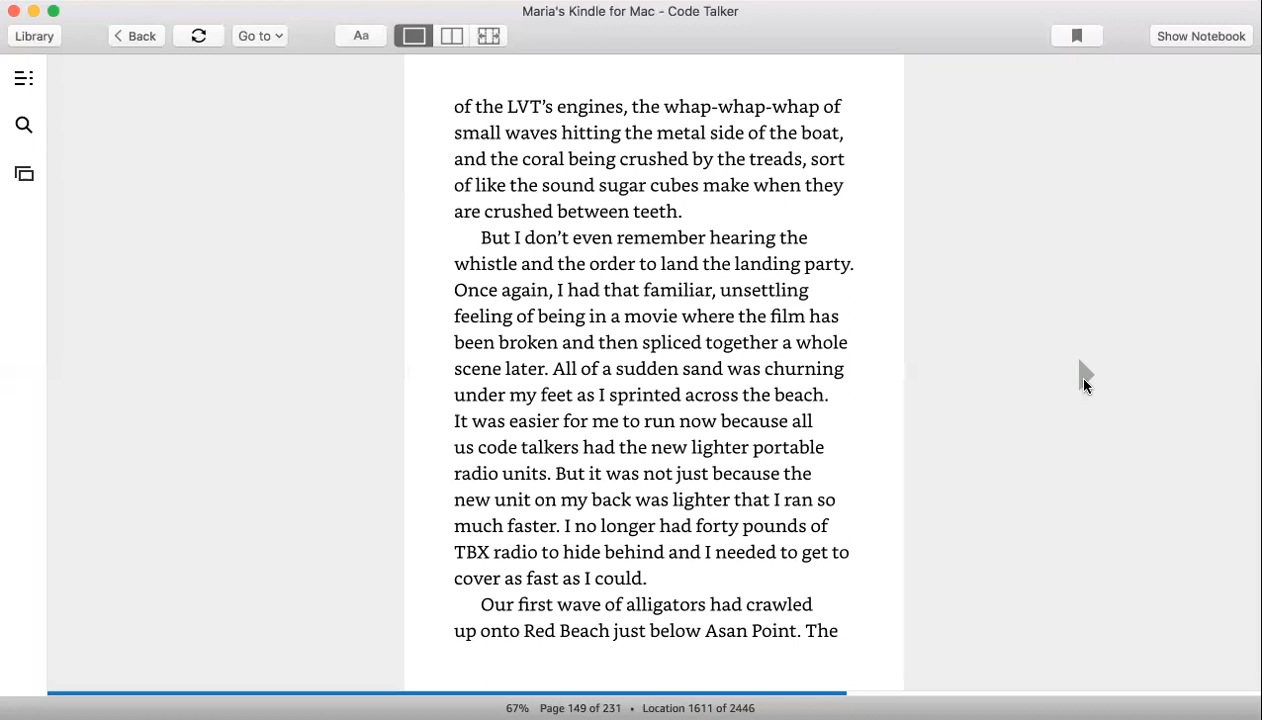 Maria's Kindle for Mac - Code Talker
Library
Back
Go to
Aa
Show Notebook
of the LVT’s engines, the whap-whap-whap of
small waves hitting the metal side of the boat,
and the coral being crushed by the treads, sort
of like the sound sugar cubes make when they
are crushed between teeth.
But I don’t even remember hearing the
whistle and the order to land the landing party.
Once again, I had that familiar, unsettling
feeling of being in a movie where the film has
been broken and then spliced together a whole
scene later. All of a sudden sand was churning
under my feet as I sprinted across the beach.
It was easier for me to run now because all
us code talkers had the new lighter portable
radio units. But it was not just because the
new unit on my back was lighter that I ran so
much faster. I no longer had forty pounds of
TBX radio to hide behind and I needed to get to
cover as fast as I could.
Our first wave of alligators had crawled
up onto Red Beach just below Asan Point. The
67% Page 149 of 231 • Location 1611 of 2446